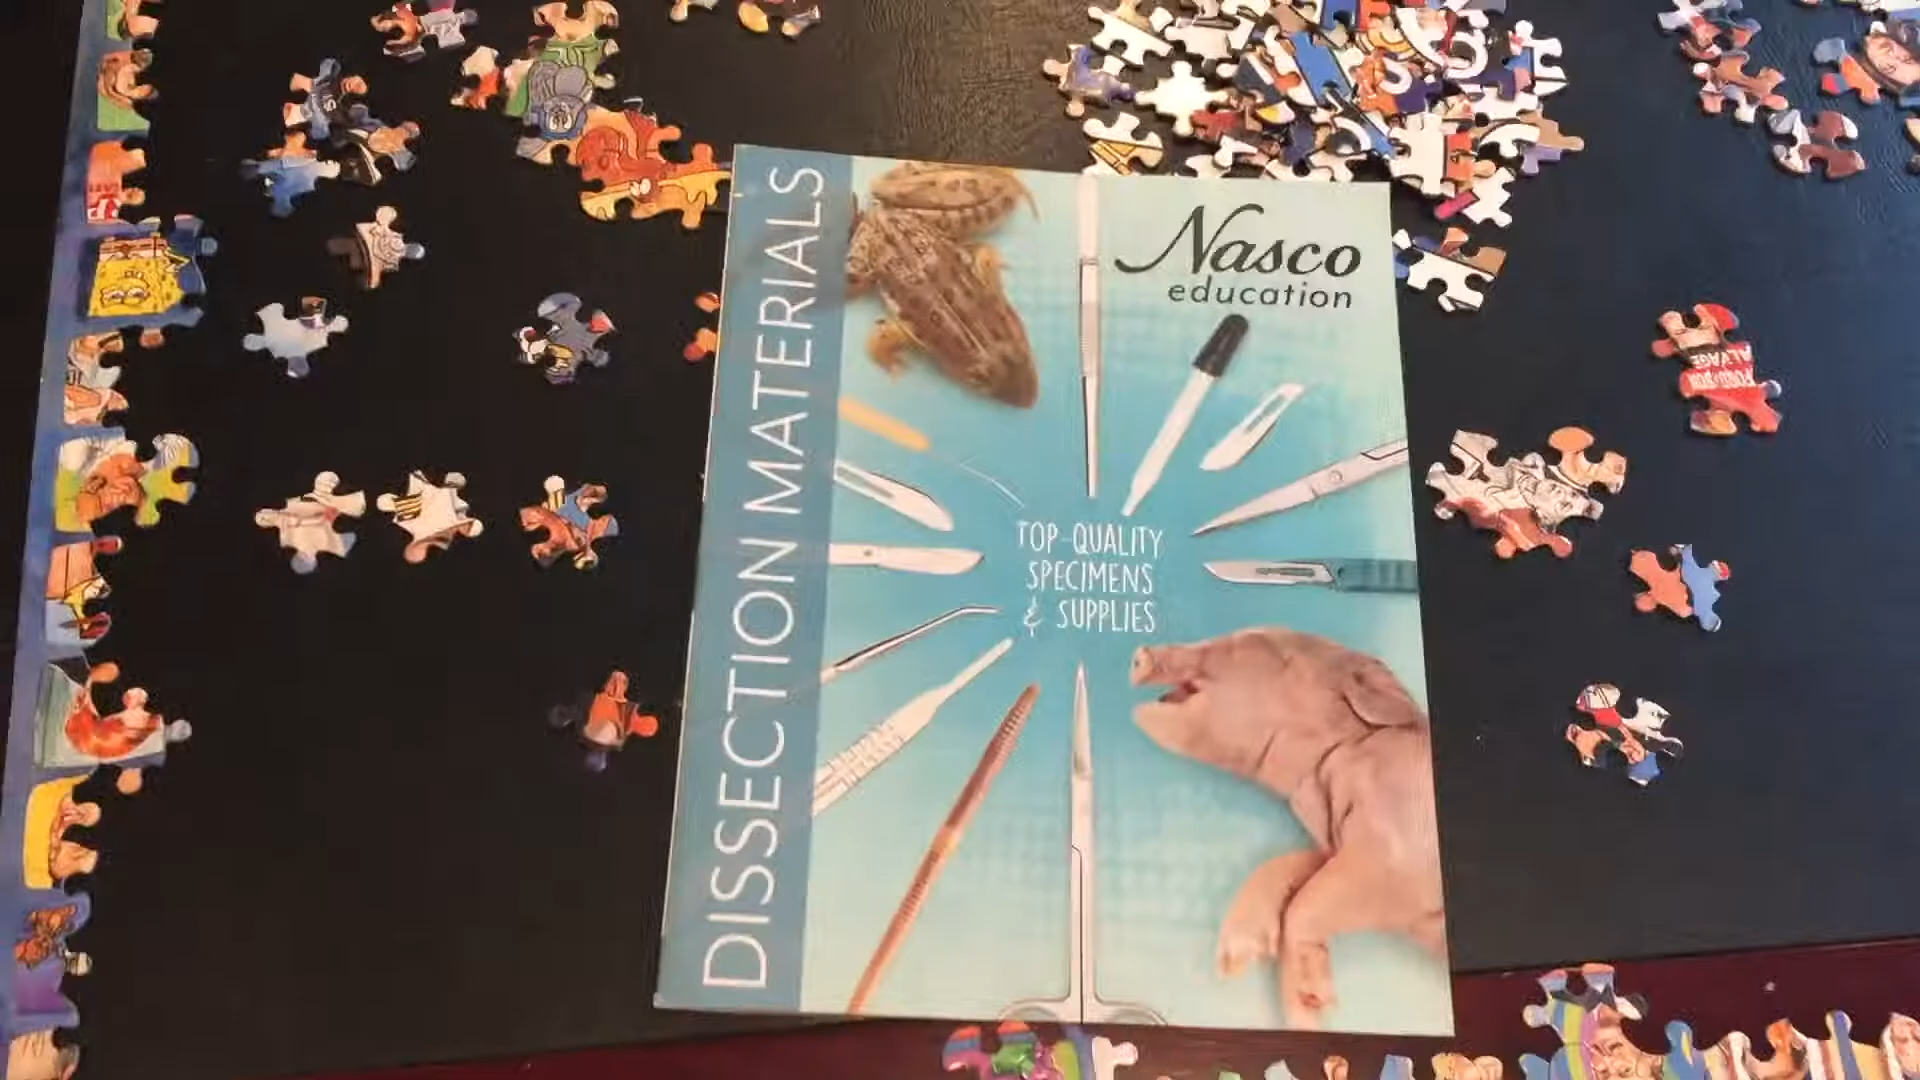 DISSECTION MATERIALS
Nasco
education
TOP-QUALITY
SPECIMENS
& SUPPLIES